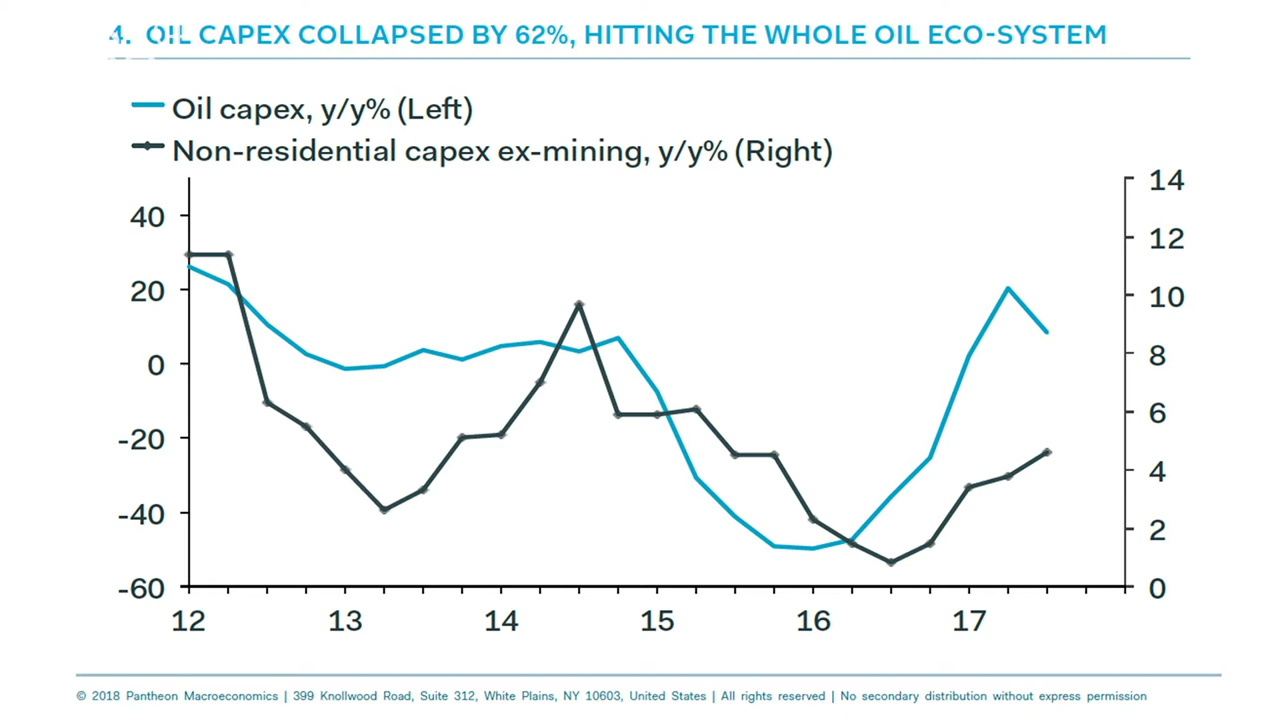 4. OIL CAPEX COLLAPSED BY 62%, HITTING THE WHOLE OIL ECO-SYSTEM
Oil capex, y/y% (Left)
Non-residential capex ex-mining, y/y% (Right)
40
20
0
-20
-40
-60
14
12
10
8
6
4
2
0
12 13 14 15 16 17
© 2018 Pantheon Macroeconomics | 399 Knollwood Road, Suite 312, White Plains, NY 10603, United States | All rights reserved | No secondary distribution without express permission